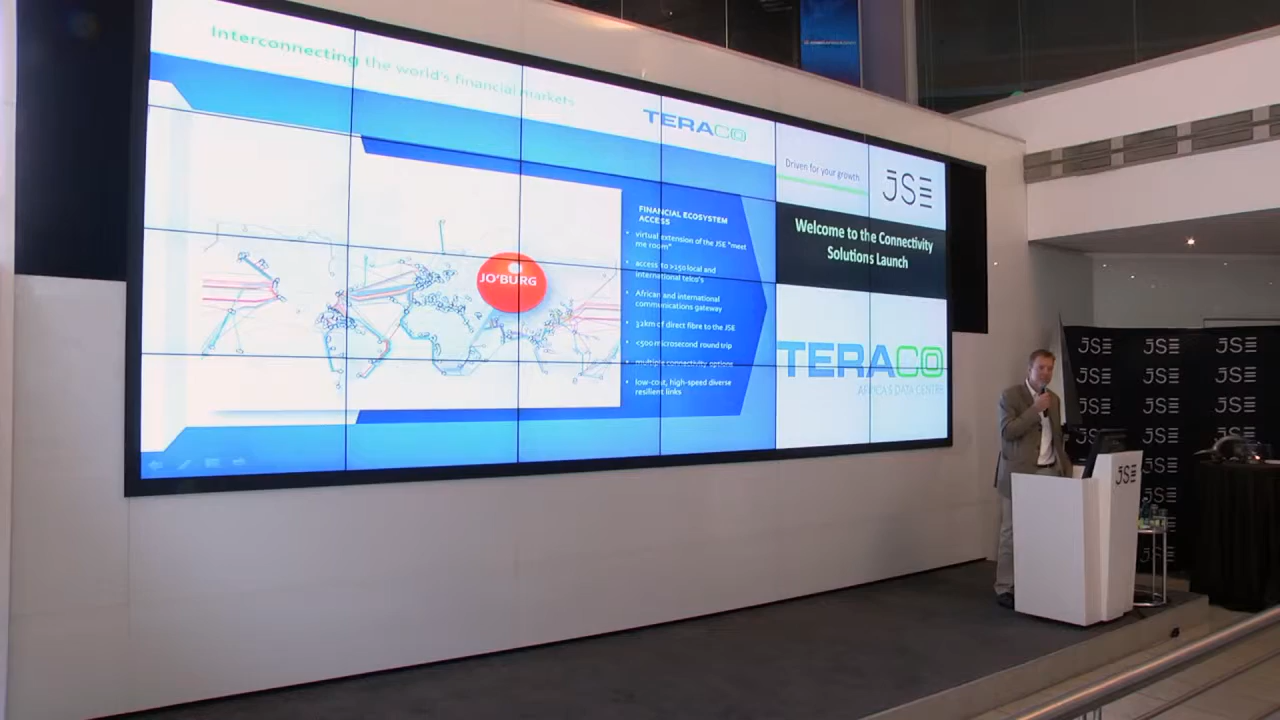 Interconnecting the world's financial markets
TERACO
FINANCIAL ECOSYSTEM
ACCESS
• virtual extension of the JSE "meet
me room"
• access to >150 local and
international telco's
• African and international
communications gateway
• 32km of direct fibre to the JSE
• <500 microsecond round trip
• multiple connectivity options
• low-cost, high-speed diverse
resilient links
JO'BURG
Driven for your growth
JSE
Welcome to the Connectivity
Solutions Launch
TERACO
AFRICA'S DATA CENTRE
JSE
JSE JSE JSE
JSE JSE JSE
JSE JSE JSE
JSE JSE JSE
JSE
JSE
JSE